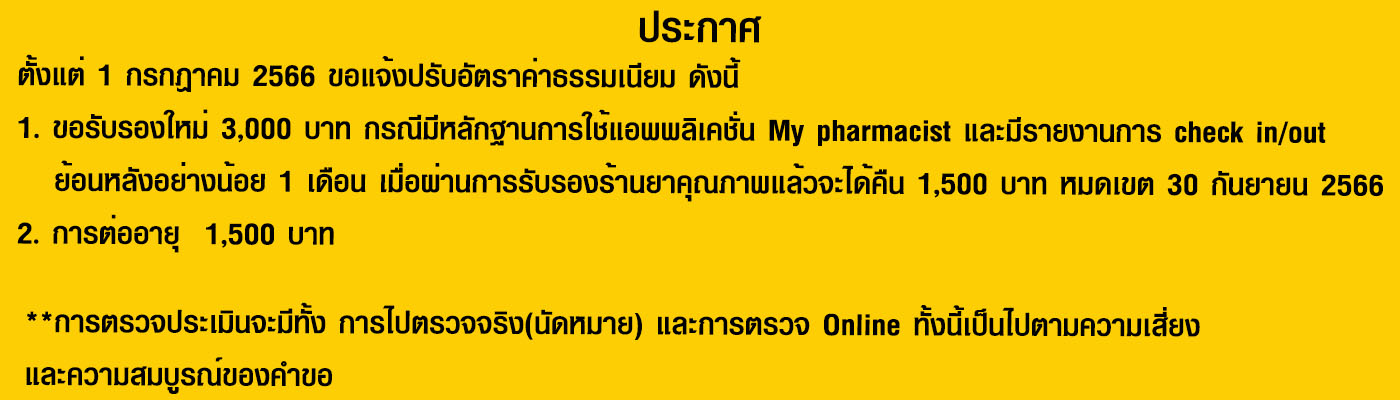 ประกาศ
ตั้งแต่ 1 กรกฎาคม 2566 ขอแจ้งปรับอัตราค่าธรรมเนียม ดังนี้
1. ขอรับรองใหม่ 3,000 บาท กรณีมีหลักฐานการใช้แอพพลิเคชั่น My pharmacist และมีรายงานการ check in/out
ย้อนหลังอย่างน้อย 1 เดือน เมื่อผ่านการรับรองร้านยาคุณภาพแล้วจะได้คืน 1,500 บาท หมดเขต 30 กันยายน 2566
2. การต่ออายุ 1,500 บาท
**การตรวจประเมินจะมีทั้ง การไปตรวจจริง(นัดหมาย) และการตรวจ Online ทั้งนี้เป็นไปตามความเสี่ยง
และความสมบูรณ์ของคำขอ